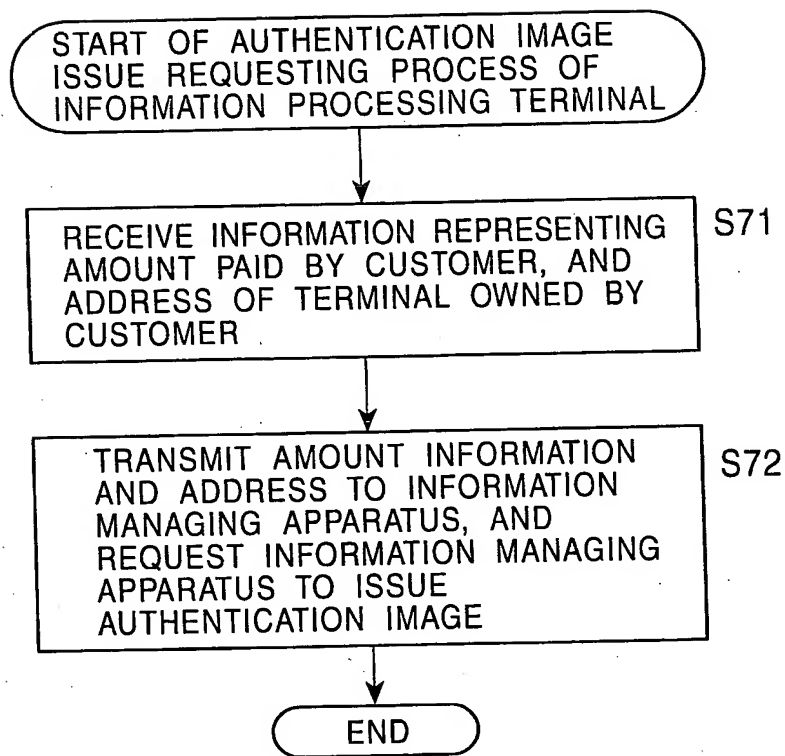 START OF AUTHENTICATION IMAGE
ISSUE REQUESTING PROCESS OF
INFORMATION PROCESSING TERMINAL
S71
RECEIVE INFORMATION REPRESENTING
AMOUNT PAID BY CUSTOMER, AND
ADDRESS OF TERMINAL OWNED BY
CUSTOMER
S72
TRANSMIT AMOUNT INFORMATION
AND ADDRESS TO INFORMATION
MANAGING APPARATUS, AND
REQUEST INFORMATION MANAGING
APPARATUS TO ISSUE
AUTHENTICATION IMAGE
END